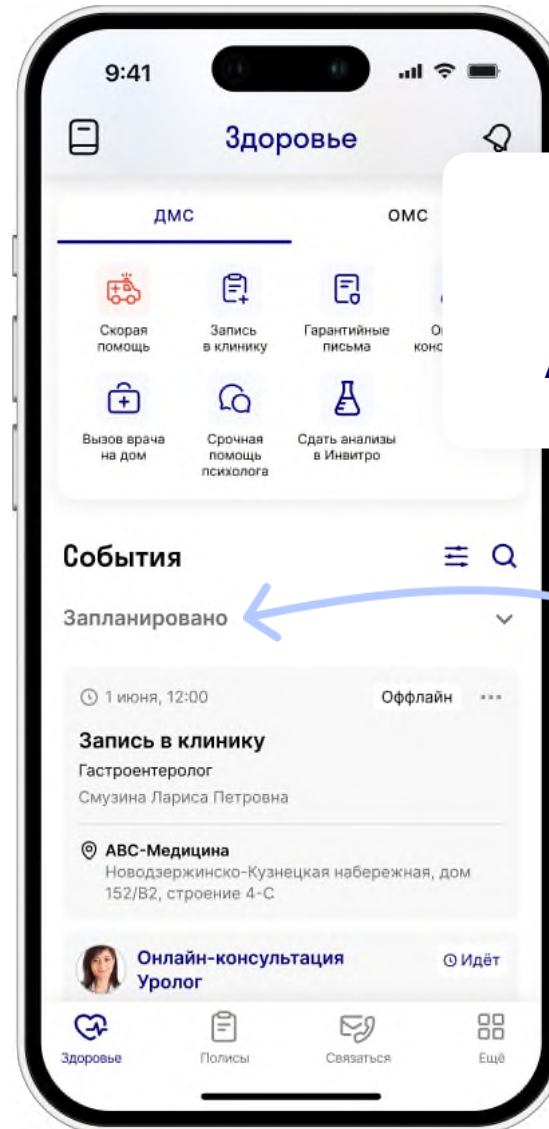 9:41
Здоровье
ДМС
ОМС
Скорая
помощь
Запись
в клинику
Гарантийные
письма
Вызов врача
на дом
Срочная
помощь
психолога
Сдать анализы
в Инвитро
События
Запланировано
1 июня, 12:00
Оффлайн
Запись в клинику
Гастроентеролог
Смузина Лариса Петровна
АВС-Медицина
Новодзержинско-Кузнецкая набережная, дом
152/В2, строение 4-С
Онлайн-консультация
Идёт
Уролог
Здоровье
Полисы
Связаться
Ещё